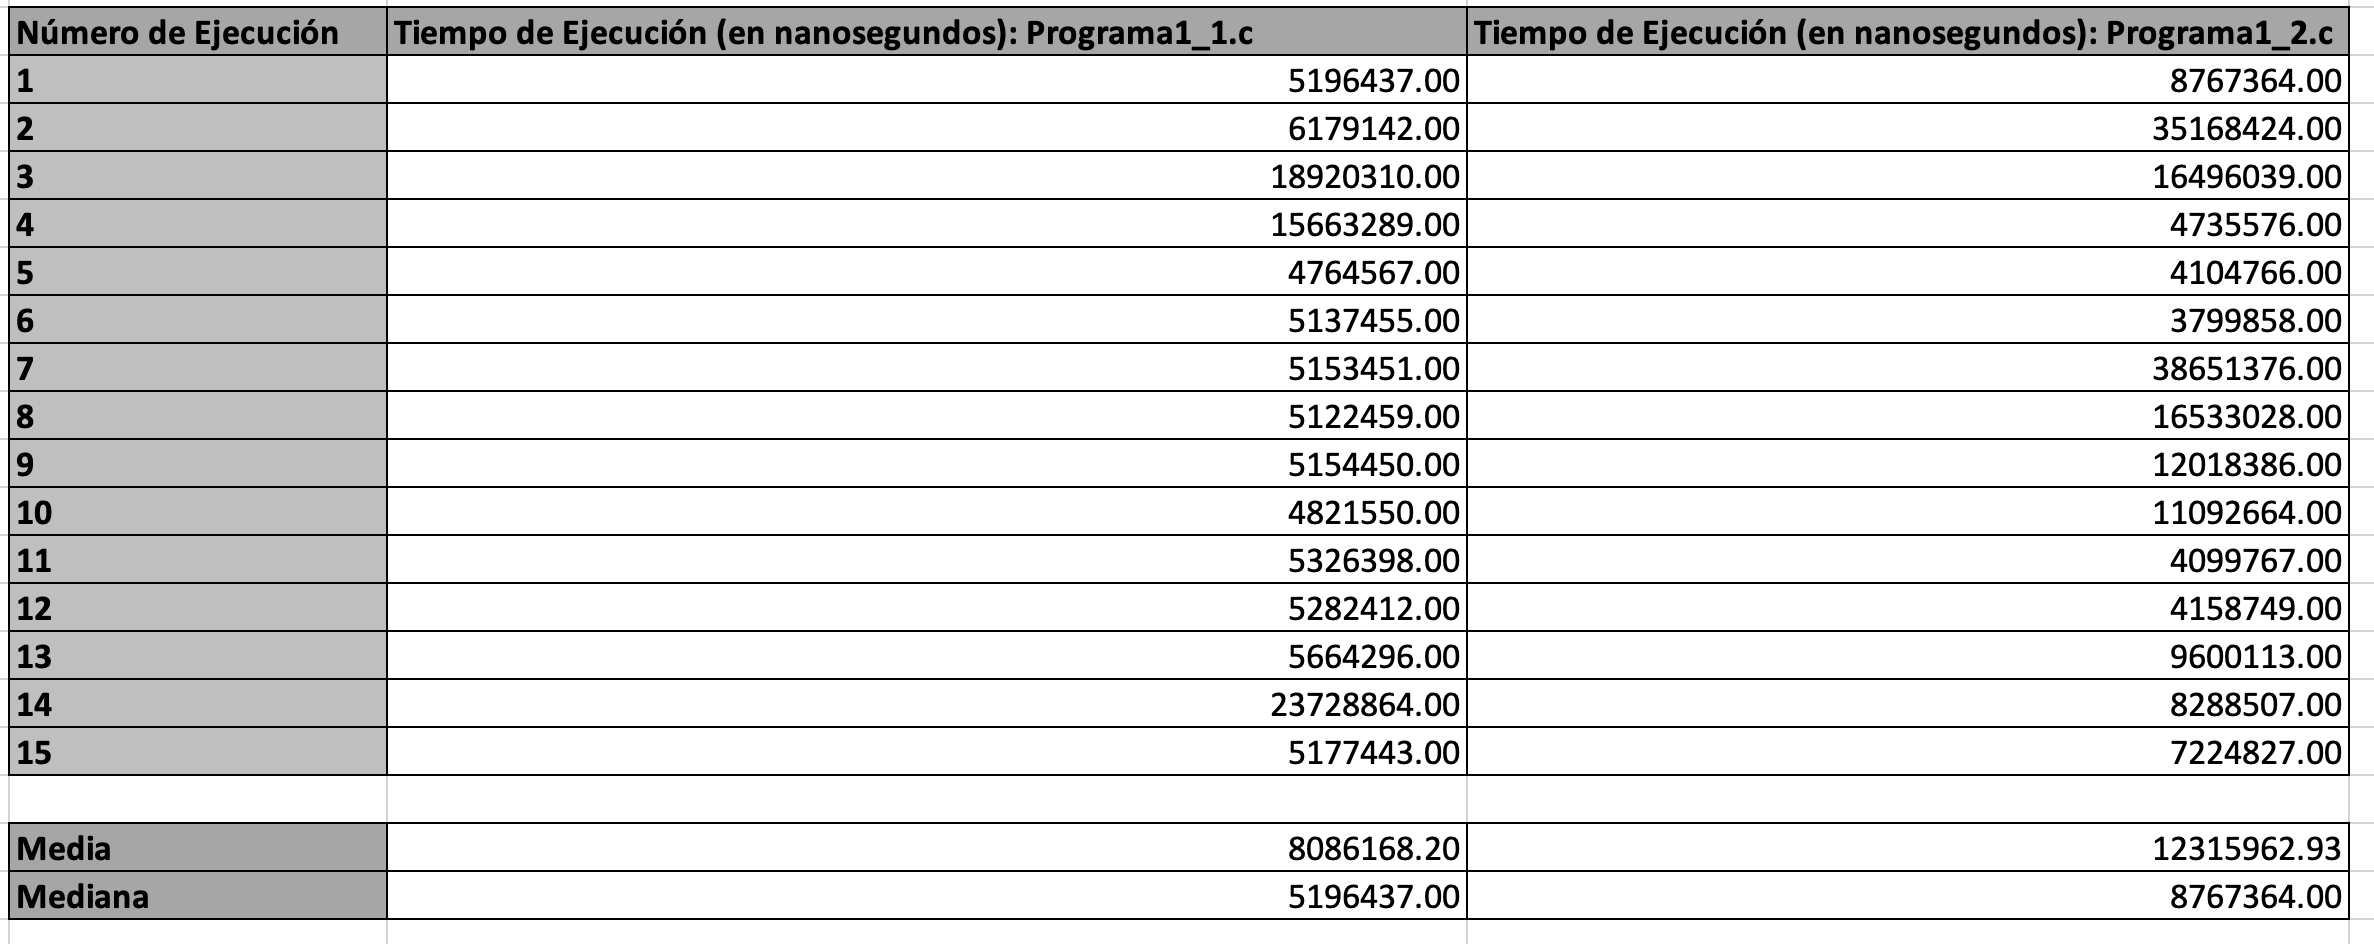 Número de Ejecución Tiempo de Ejecución (en nanosegundos): Programa1_1.c Tiempo de Ejecución (en nanosegundos): Programa1_2.c
1 5196437.00 8767364.00
2 6179142.00 35168424.00
3 18920310.00 16496039.00
4 15663289.00 4735576.00
5 4764567.00 4104766.00
6 5137455.00 3799858.00
7 5153451.00 38651376.00
8 5122459.00 16533028.00
9 5154450.00 12018386.00
10 4821550.00 11092664.00
11 5326398.00 4099767.00
12 5282412.00 4158749.00
13 5664296.00 9600113.00
14 23728864.00 8288507.00
15 5177443.00 7224827.00
Media 8086168.20 12315962.93
Mediana 5196437.00 8767364.00